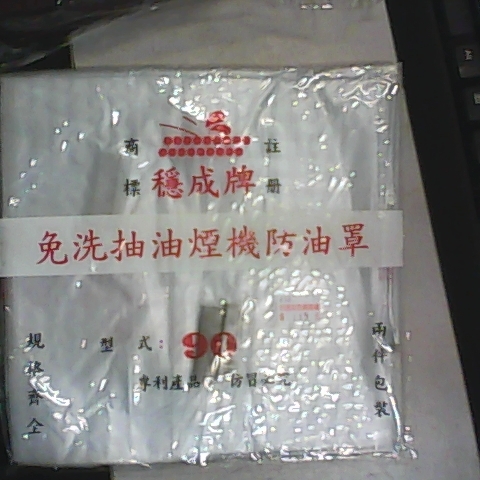 註冊
商標
穩成牌
免洗抽油煙機防油罩
型式：90
專利產品 仿冒必究
規格齊全
兩件包裝